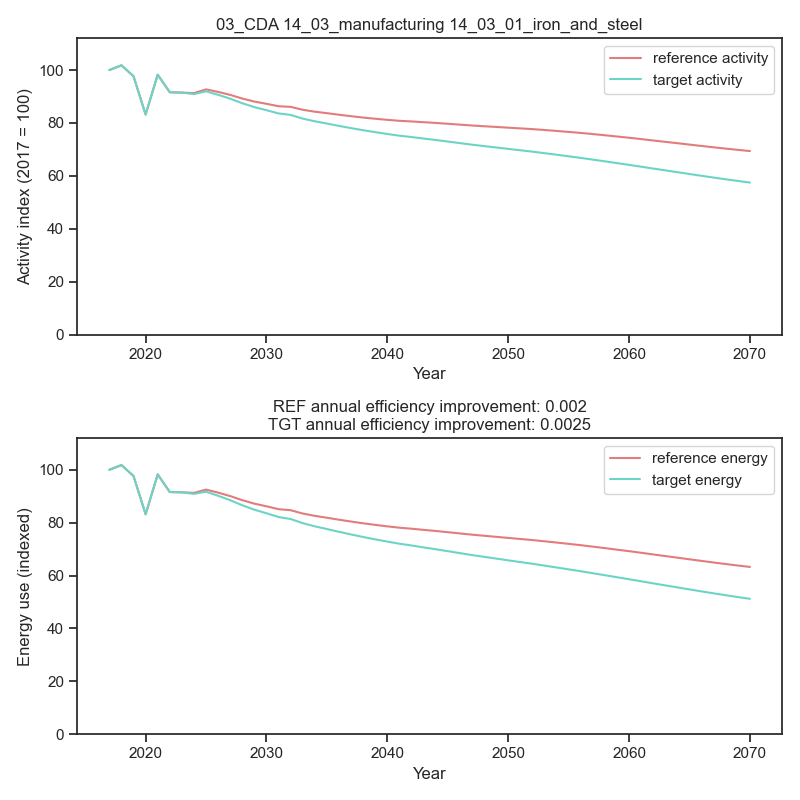 03_CDA 14_03_manufacturing 14_03_01_iron_and_steel
reference activity
target activity
Activity index (2017 = 100)
100
80
60
40
20
0
2020 2030 2040 2050 2060 2070
Year
REF annual efficiency improvement: 0.002
TGT annual efficiency improvement: 0.0025
reference energy
target energy
Energy use (indexed)
100
80
60
40
20
0
2020 2030 2040 2050 2060 2070
Year